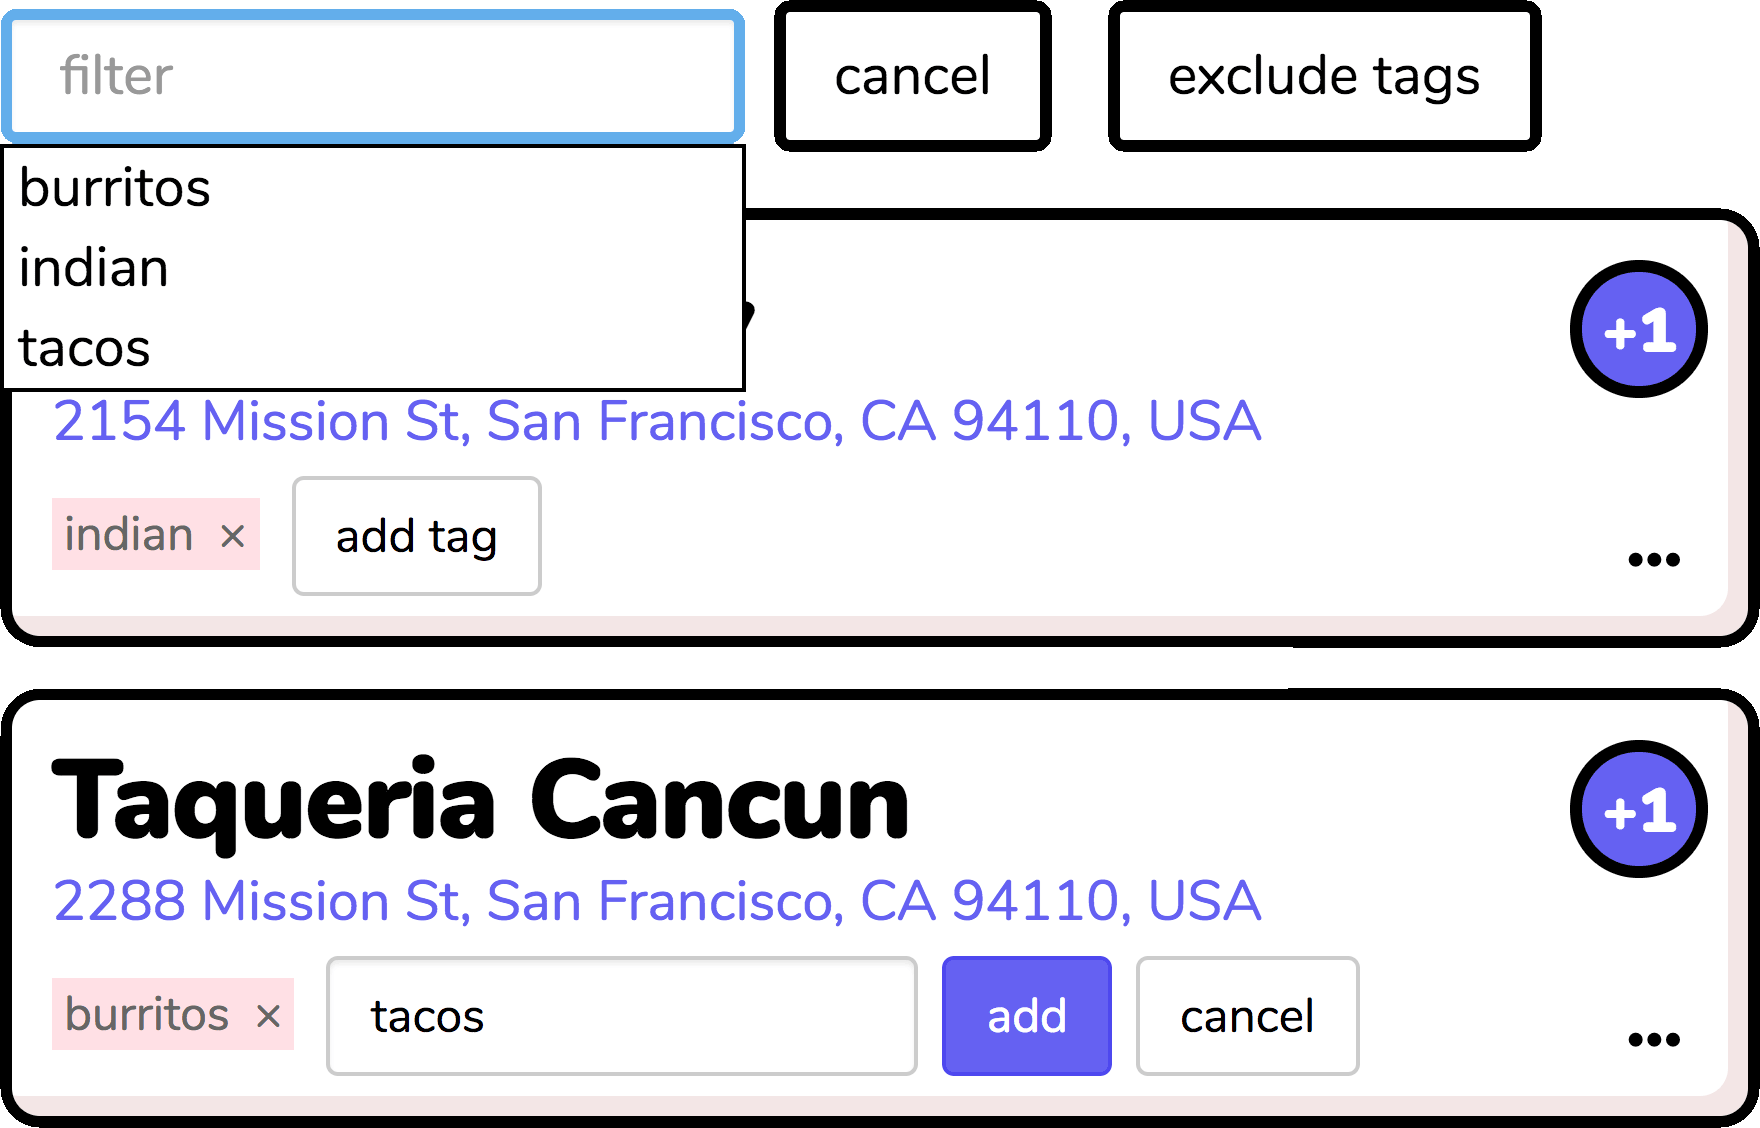 filter
cancel
exclude tags
burritos
indian
tacos
+1
2154 Mission St, San Francisco, CA 94110, USA
indian ×
add tag
•••
Taqueria Cancun
+1
2288 Mission St, San Francisco, CA 94110, USA
burritos ×
tacos
add
cancel
•••